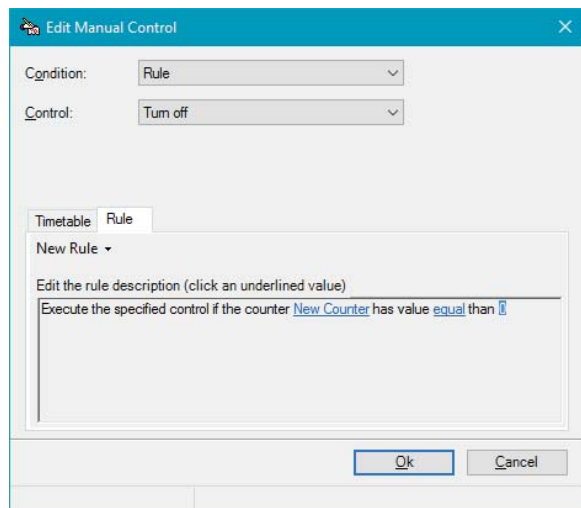 Edit Manual Control
Condition: Rule
Control: Turn off
Timetable Rule
New Rule
Edit the rule description (click an underlined value)
Execute the specified control if the counter New Counter has value equal than 0
Ok Cancel